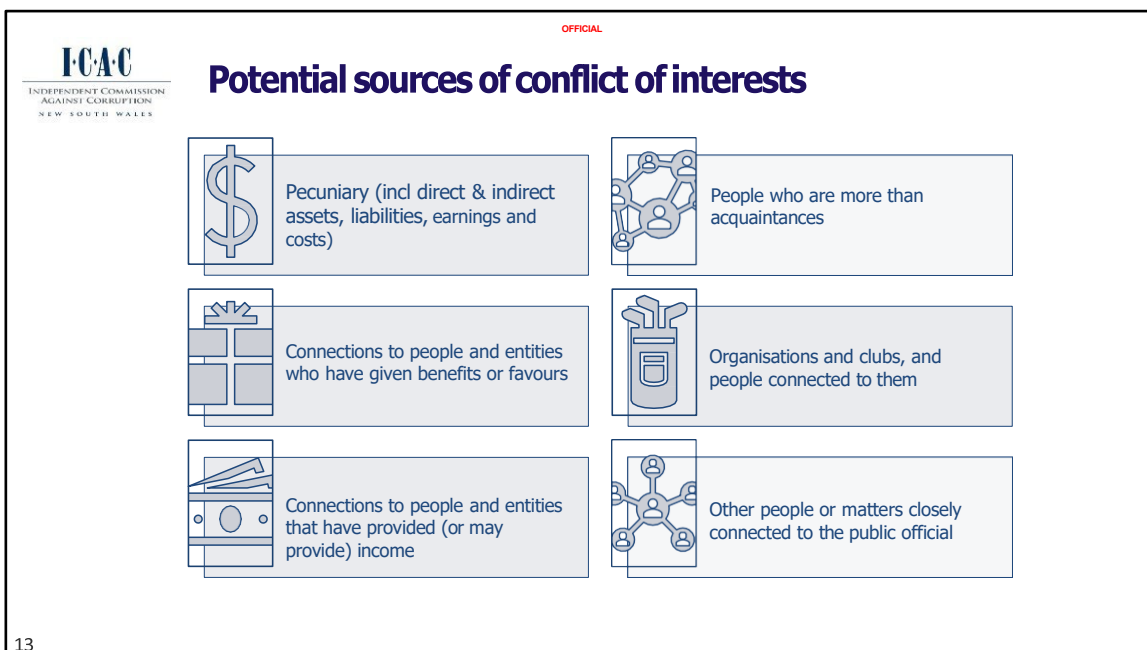 OFFICIAL
I·C·A·C
INDEPENDENT COMMISSION
AGAINST CORRUPTION
NEW SOUTH WALES
Potential sources of conflict of interests
Pecuniary (incl direct & indirect
assets, liabilities, earnings and
costs)
People who are more than
acquaintances
Connections to people and entities
who have given benefits or favours
Organisations and clubs, and
people connected to them
Connections to people and entities
that have provided (or may
provide) income
Other people or matters closely
connected to the public official
13